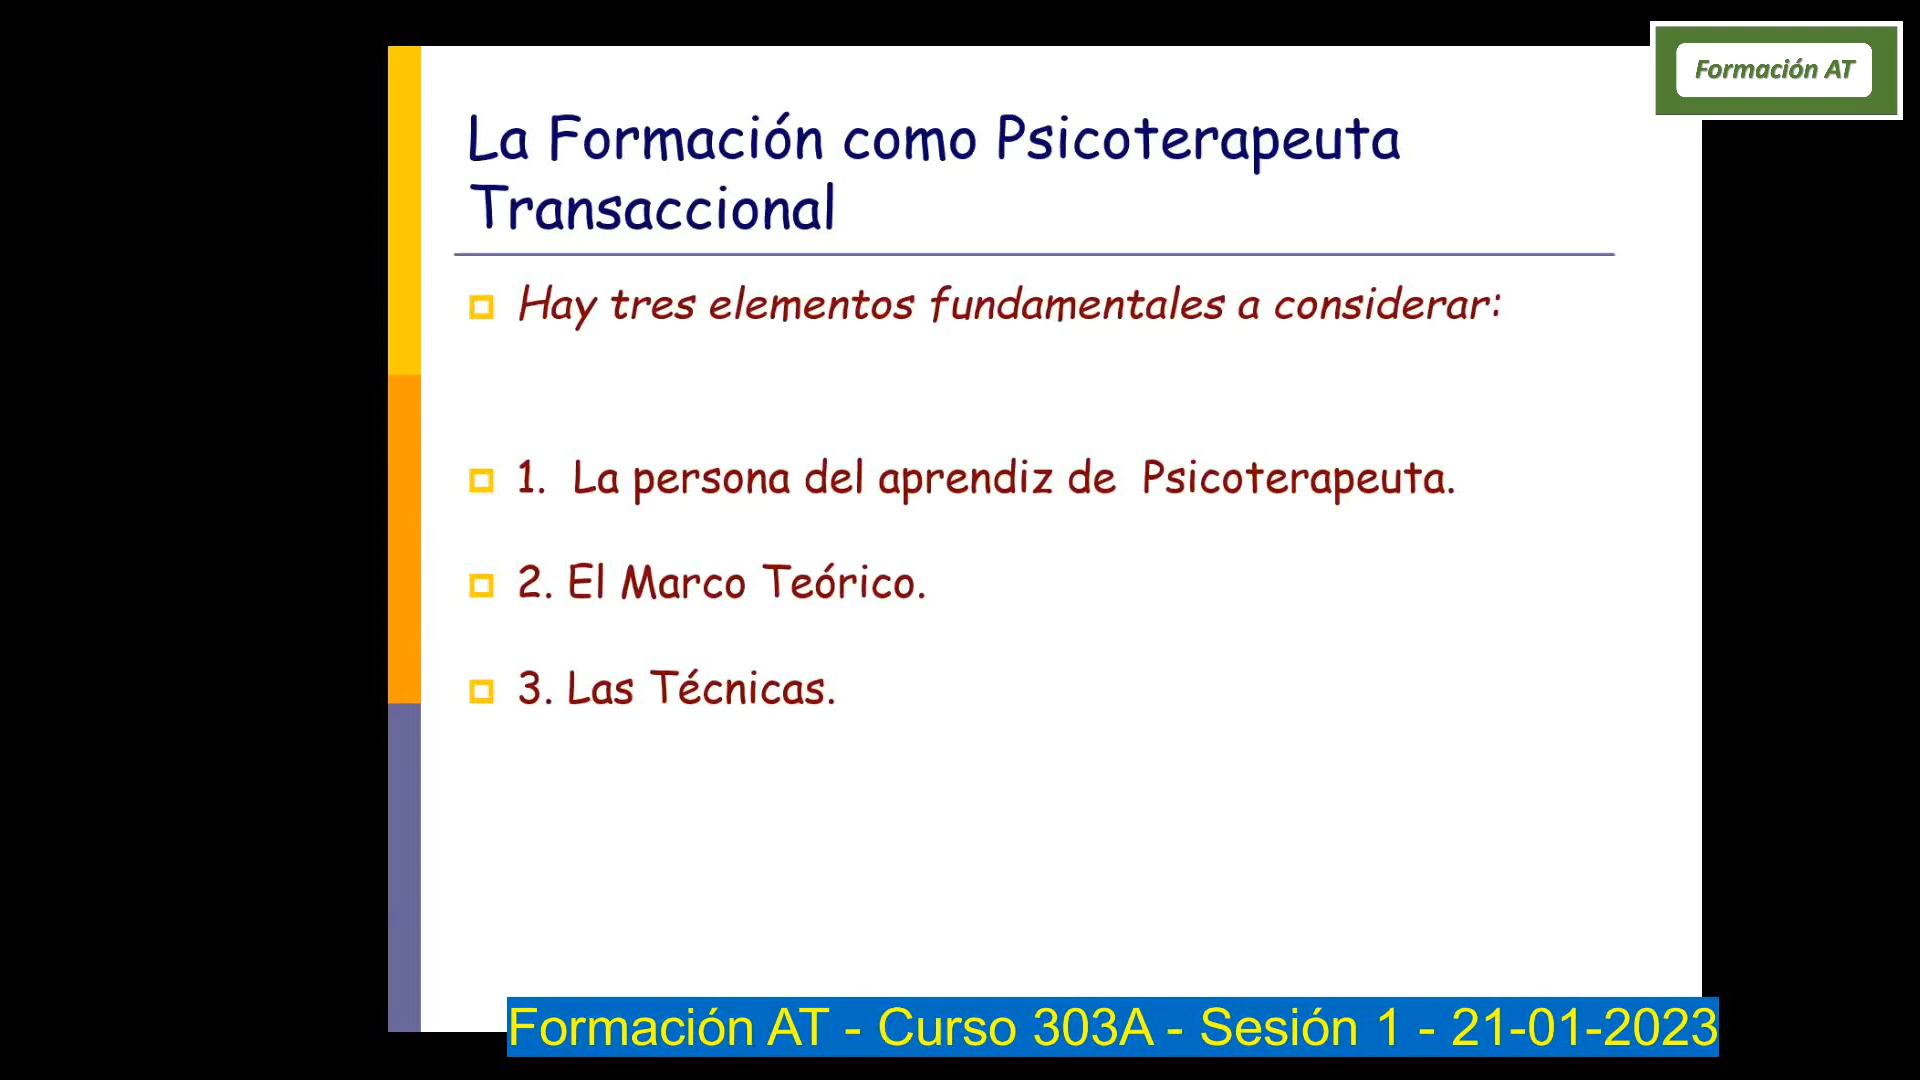 Formación AT
La Formación como Psicoterapeuta
Transaccional
Hay tres elementos fundamentales a considerar:
1. La persona del aprendiz de Psicoterapeuta.
2. El Marco Teórico.
3. Las Técnicas.
Formación AT - Curso 303A - Sesión 1 - 21-01-2023